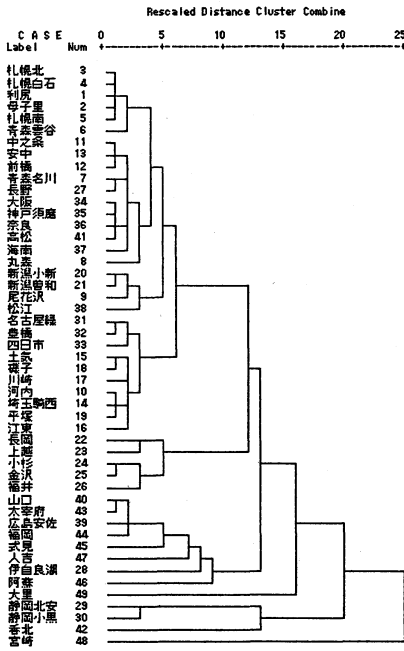 Rescaled Distance Cluster Combine
C A S E 0 5 10 15 20 25
Label Num
札幌北 3
札幌白石 4
利尻 1
母子里 2
札幌南 5
青森雲谷 6
中之条 11
安中 13
前橋 12
青森名川 7
長野 27
大阪 34
神戸須磨 35
奈良 36
高松 41
海南 37
丸森 8
新潟小新 20
新潟曽和 21
尾花沢 9
松江 38
名古屋緑 31
豊橋 32
四日市 33
土気 15
磯子 18
川崎 17
河内 10
埼玉騎西 14
平塚 19
江東 16
長岡 22
上越 23
小杉 24
金沢 25
福井 26
山口 40
太宰府 43
広島安佐 39
福岡 44
式見 45
人吉 47
伊自良湖 28
阿蘇 46
大里 49
静岡北安 29
静岡小黒 30
香北 42
宮崎 48